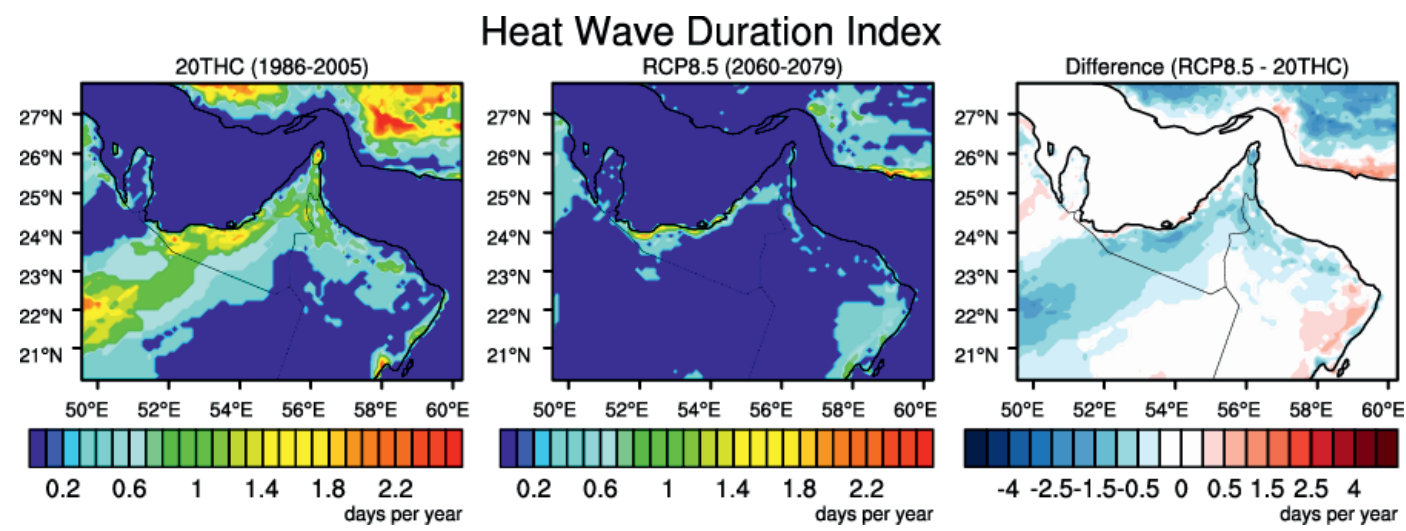 Heat Wave Duration Index
20THC (1986-2005)
RCP8.5 (2060-2079)
Difference (RCP8.5 - 20THC)
27°N
26°N
25°N
24°N
23°N
22°N
21°N
50°E 52°E 54°E 56°E 58°E 60°E
27°N
26°N
25°N
24°N
23°N
22°N
21°N
50°E 52°E 54°E 56°E 58°E 60°E
27°N
26°N
25°N
24°N
23°N
22°N
21°N
50°E 52°E 54°E 56°E 58°E 60°E
0.2 0.6 1 1.4 1.8 2.2
days per year
0.2 0.6 1 1.4 1.8 2.2
days per year
-4 -2.5-1.5-0.5 0 0.5 1.5 2.5 4
days per year